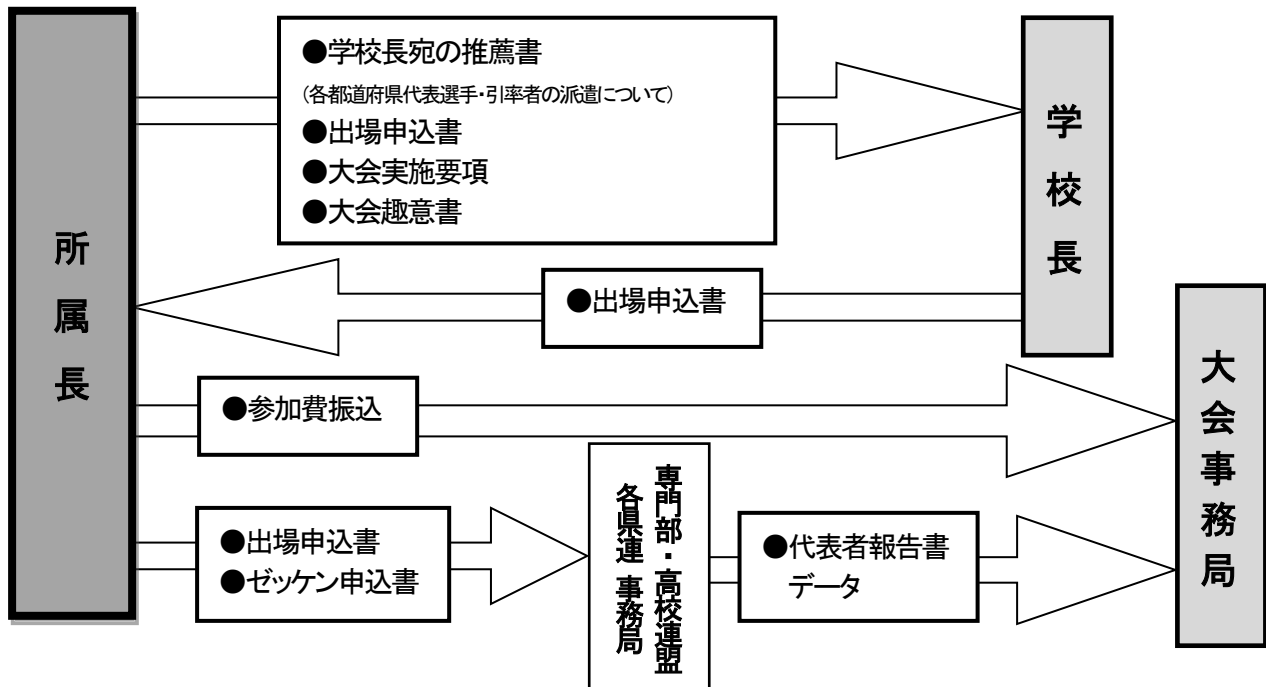 所属長
●学校長宛の推薦書
(各都道府県代表選手・引率者の派遣について)
●出場申込書
●大会実施要項
●大会趣意書
学校長
●出場申込書
●参加費振込
大会事務局
●出場申込書
●ゼッケン申込書
専門部・高校連盟
各県連 事務局
●代表者報告書
データ